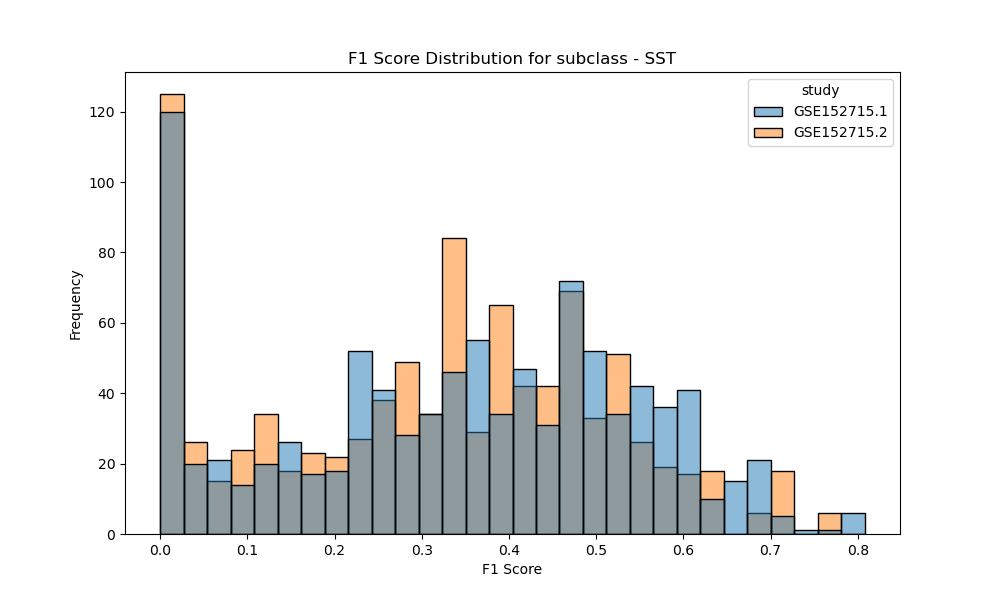 F1 Score Distribution for subclass - SST
study
GSE152715.1
GSE152715.2
Frequency
120
100
80
60
40
20
0
0.0 0.1 0.2 0.3 0.4 0.5 0.6 0.7 0.8
F1 Score